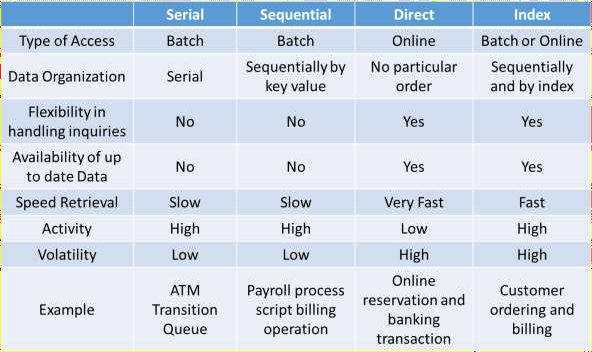 Serial Sequential Direct Index
Type of Access Batch Batch Online Batch or Online
Data Organization Serial Sequentially by key value No particular order Sequentially and by index
Flexibility in handling inquiries No No Yes Yes
Availability of up to date Data No No Yes Yes
Speed Retrieval Slow Slow Very Fast Fast
Activity High High Low High
Volatility Low Low High High
Example ATM Transition Queue Payroll process script billing operation Online reservation and banking transaction Customer ordering and billing